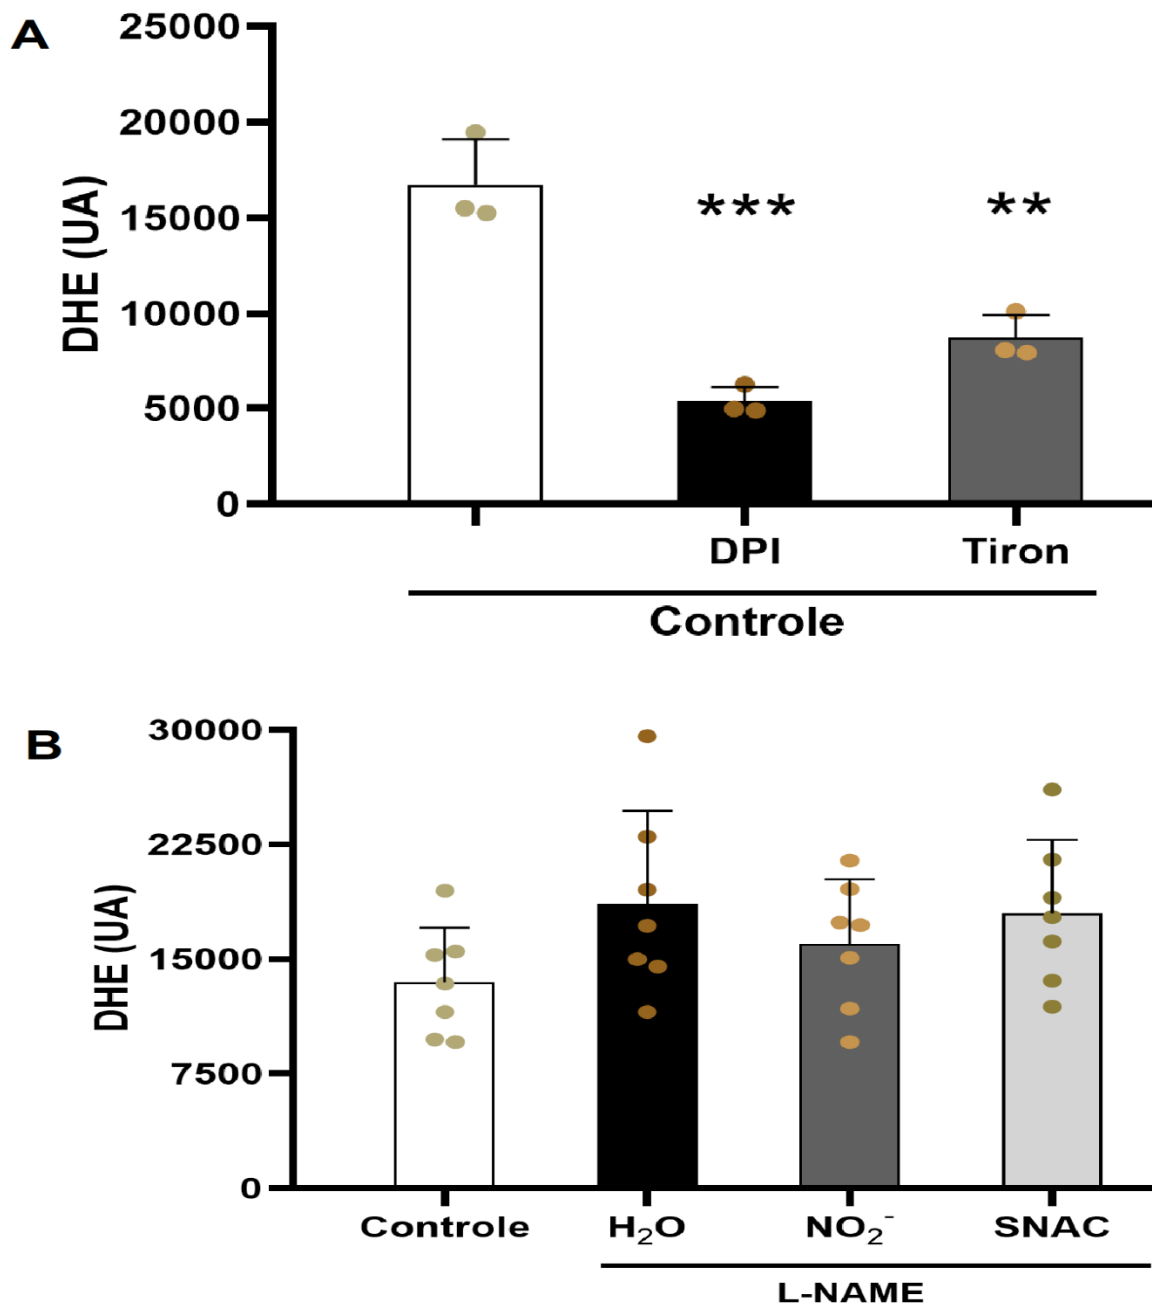 A
25000
20000
15000
10000
5000
0
DHE (UA)
*** **
DPI Tiron
Controle
B
30000
22500
15000
7500
0
DHE (UA)
Controle H₂O NO₂⁻ SNAC
L-NAME